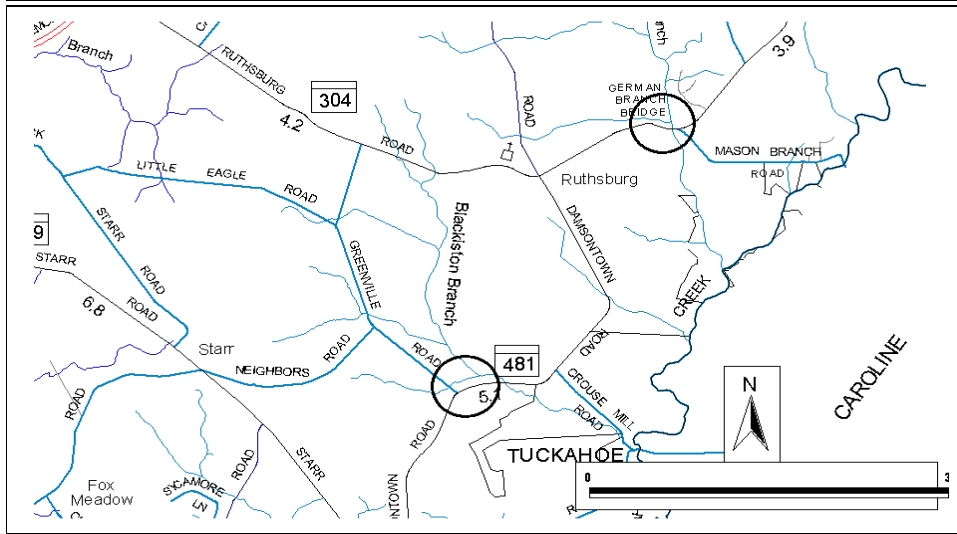 Branch
RUTHSBURG
304
4.2
ROAD
ROAD
GERMAN
BRANCH
BRIDGE
3.9
MASON BRANCH
ROAD
Ruthsburg
LITTLE EAGLE ROAD
STARR
ROAD
9
STARR
ROAD
6.8
Starr
GREENVILLE
ROAD
Blackiston Branch
DAMSONTOWN
ROAD
CREEK
CAROLINE
NEIGHBORS ROAD
481
5.1
ROAD
CROUSE MILL
ROAD
N
TUCKAHOE
ROAD
ROAD
STARR
Fox
Meadow
SYCAMORE
LN
0
3